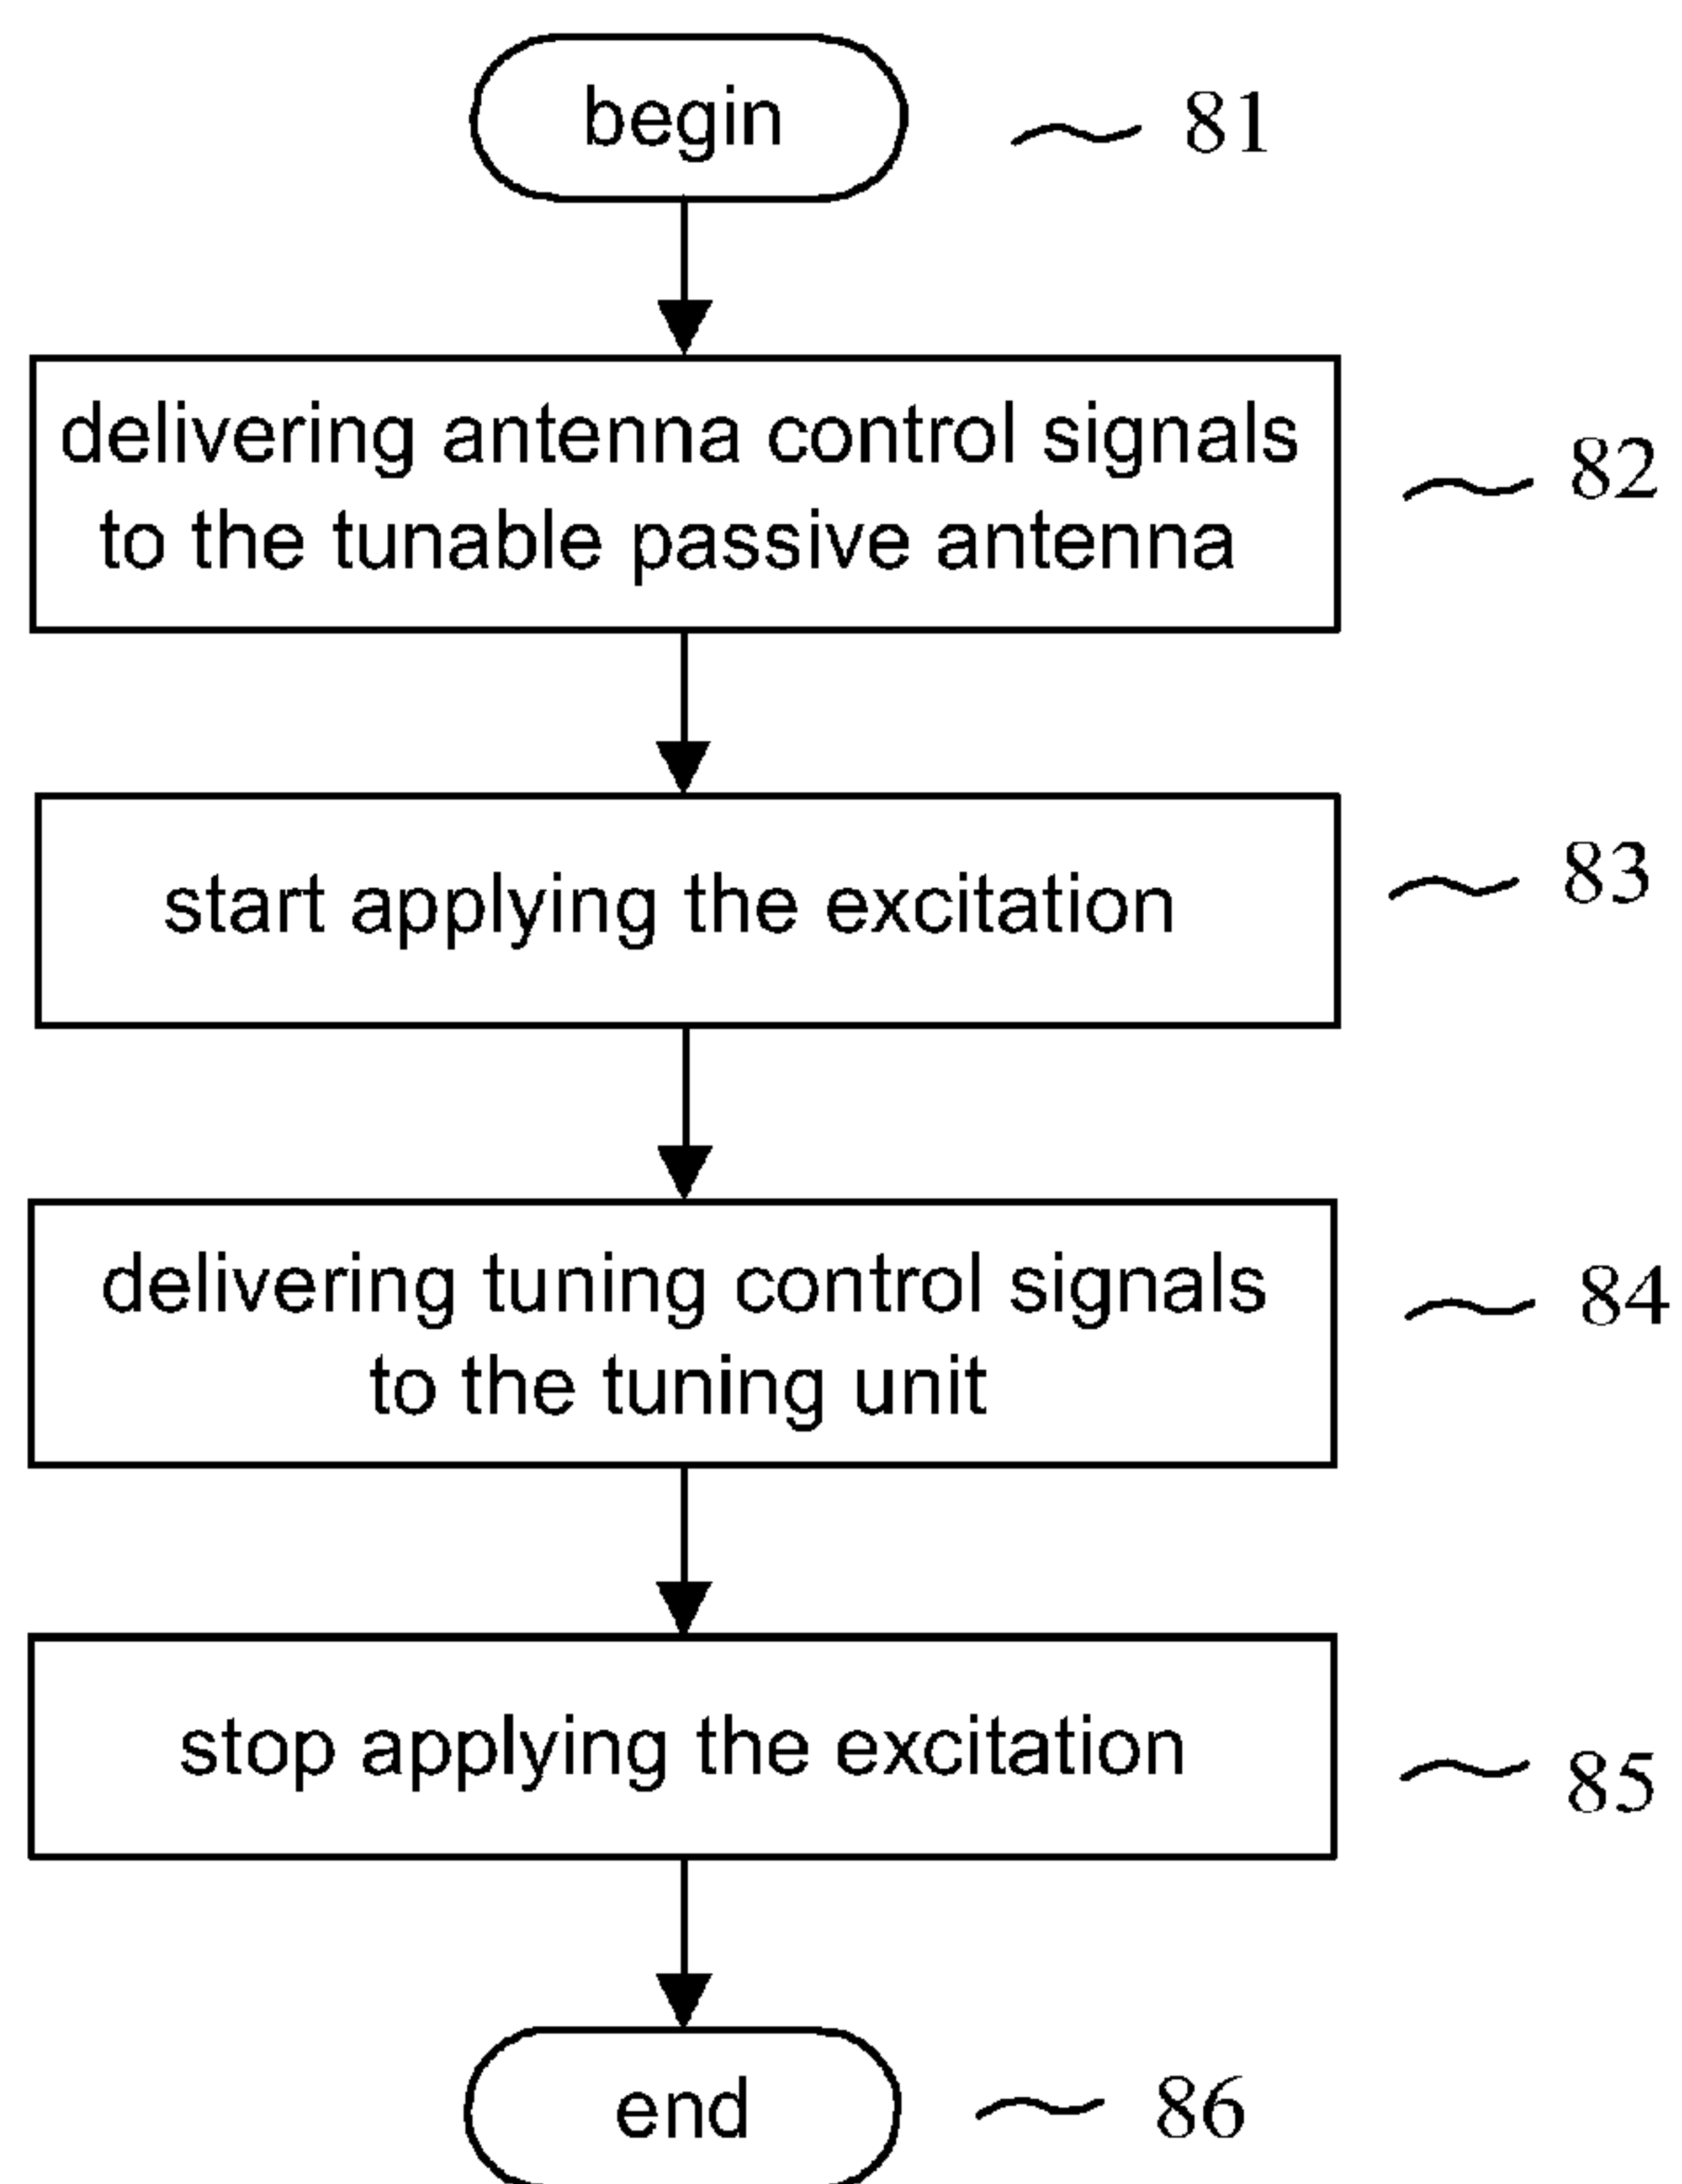 begin
81
delivering antenna control signals
to the tunable passive antenna
82
start applying the excitation
83
delivering tuning control signals
to the tuning unit
84
stop applying the excitation
85
end
86